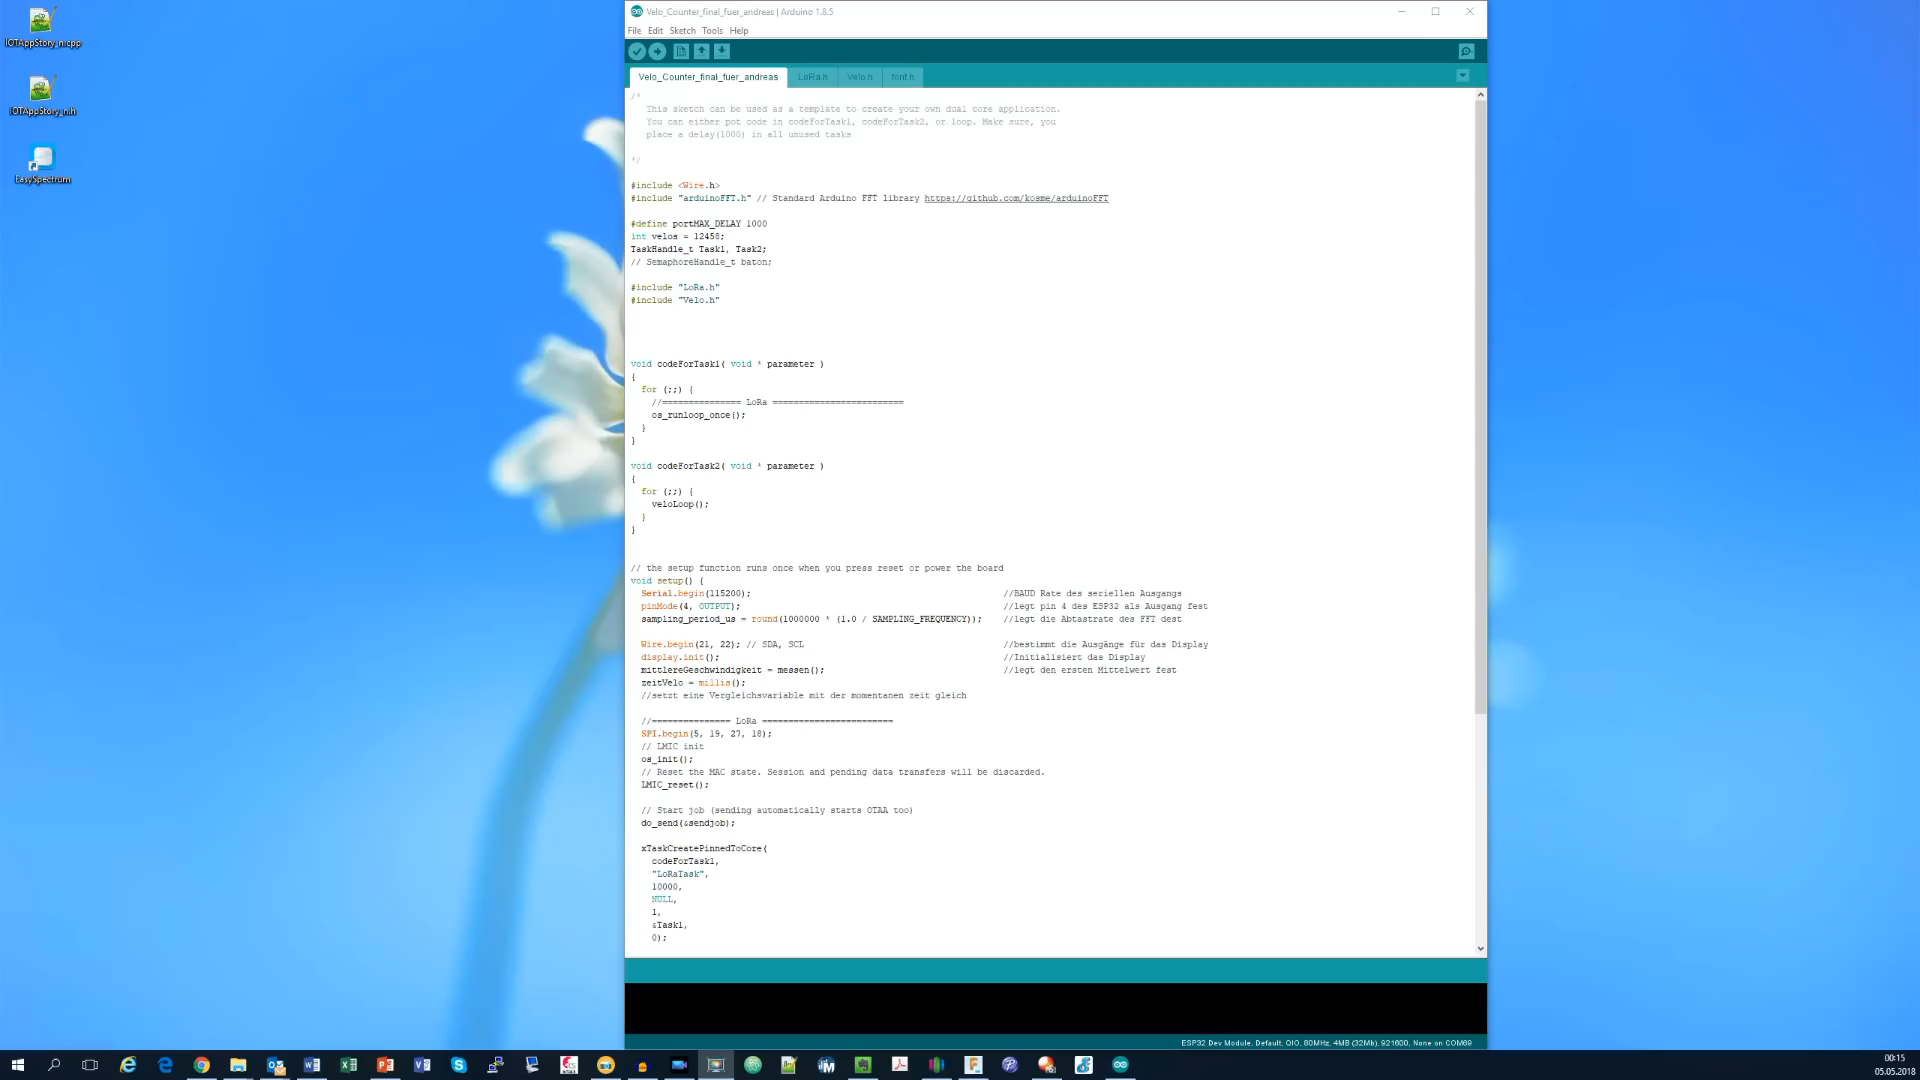 IOTAppStory_n.cpp
IOTAppStory_n.h
EasySpectrum
Velo_Counter_final_fuer_andreas | Arduino 1.8.5
File Edit Sketch Tools Help
Velo_Counter_final_fuer_andreas LoRa.h Velo.h font.h
/*
This sketch can be used as a template to create your own dual core application.
You can either pot code in codeForTask1, codeForTask2, or loop. Make sure, you
place a delay(1000) in all unused tasks
*/
#include <Wire.h>
#include "arduinoFFT.h" // Standard Arduino FFT library https://github.com/kosme/arduinoFFT
#define portMAX_DELAY 1000
int velos = 12458;
TaskHandle_t Task1, Task2;
// SemaphoreHandle_t baton;
#include "LoRa.h"
#include "Velo.h"
void codeForTask1( void * parameter )
{
for (;;) {
//=============== LoRa =========================
os_runloop_once();
}
}
void codeForTask2( void * parameter )
{
for (;;) {
veloLoop();
}
}
// the setup function runs once when you press reset or power the board
void setup() {
Serial.begin(115200); //BAUD Rate des seriellen Ausgangs
pinMode(4, OUTPUT); //legt pin 4 des ESP32 als Ausgang fest
sampling_period_us = round(1000000 * (1.0 / SAMPLING_FREQUENCY)); //legt die Abtastrate des FFT dest
Wire.begin(21, 22); // SDA, SCL //bestimmt die Ausgänge für das Display
display.init(); //Initialisiert das Display
mittlereGeschwindigkeit = messen(); //legt den ersten Mittelwert fest
zeitVelo = millis();
//setzt eine Vergleichsvariable mit der momentanen zeit gleich
//=============== LoRa =========================
SPI.begin(5, 19, 27, 18);
// LMIC init
os_init();
// Reset the MAC state. Session and pending data transfers will be discarded.
LMIC_reset();
// Start job (sending automatically starts OTAA too)
do_send(&sendjob);
xTaskCreatePinnedToCore(
codeForTask1,
"LoRaTask",
10000,
NULL,
1,
&Task1,
0);
ESP32 Dev Module, Default, QIO, 80MHz, 4MB (32Mb), 921600, None on COM69
00:15
05.05.2018